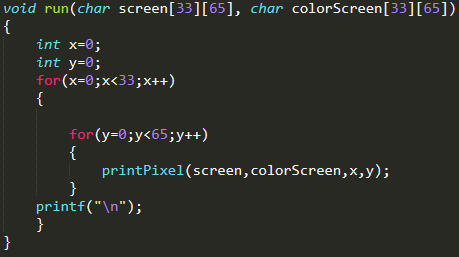 void run(char screen[33][65], char colorScreen[33][65])
{
    int x=0;
    int y=0;
    for(x=0;x<33;x++)
    {

        for(y=0;y<65;y++)
        {
            printPixel(screen,colorScreen,x,y);
        }
    printf("\n");
    }
}